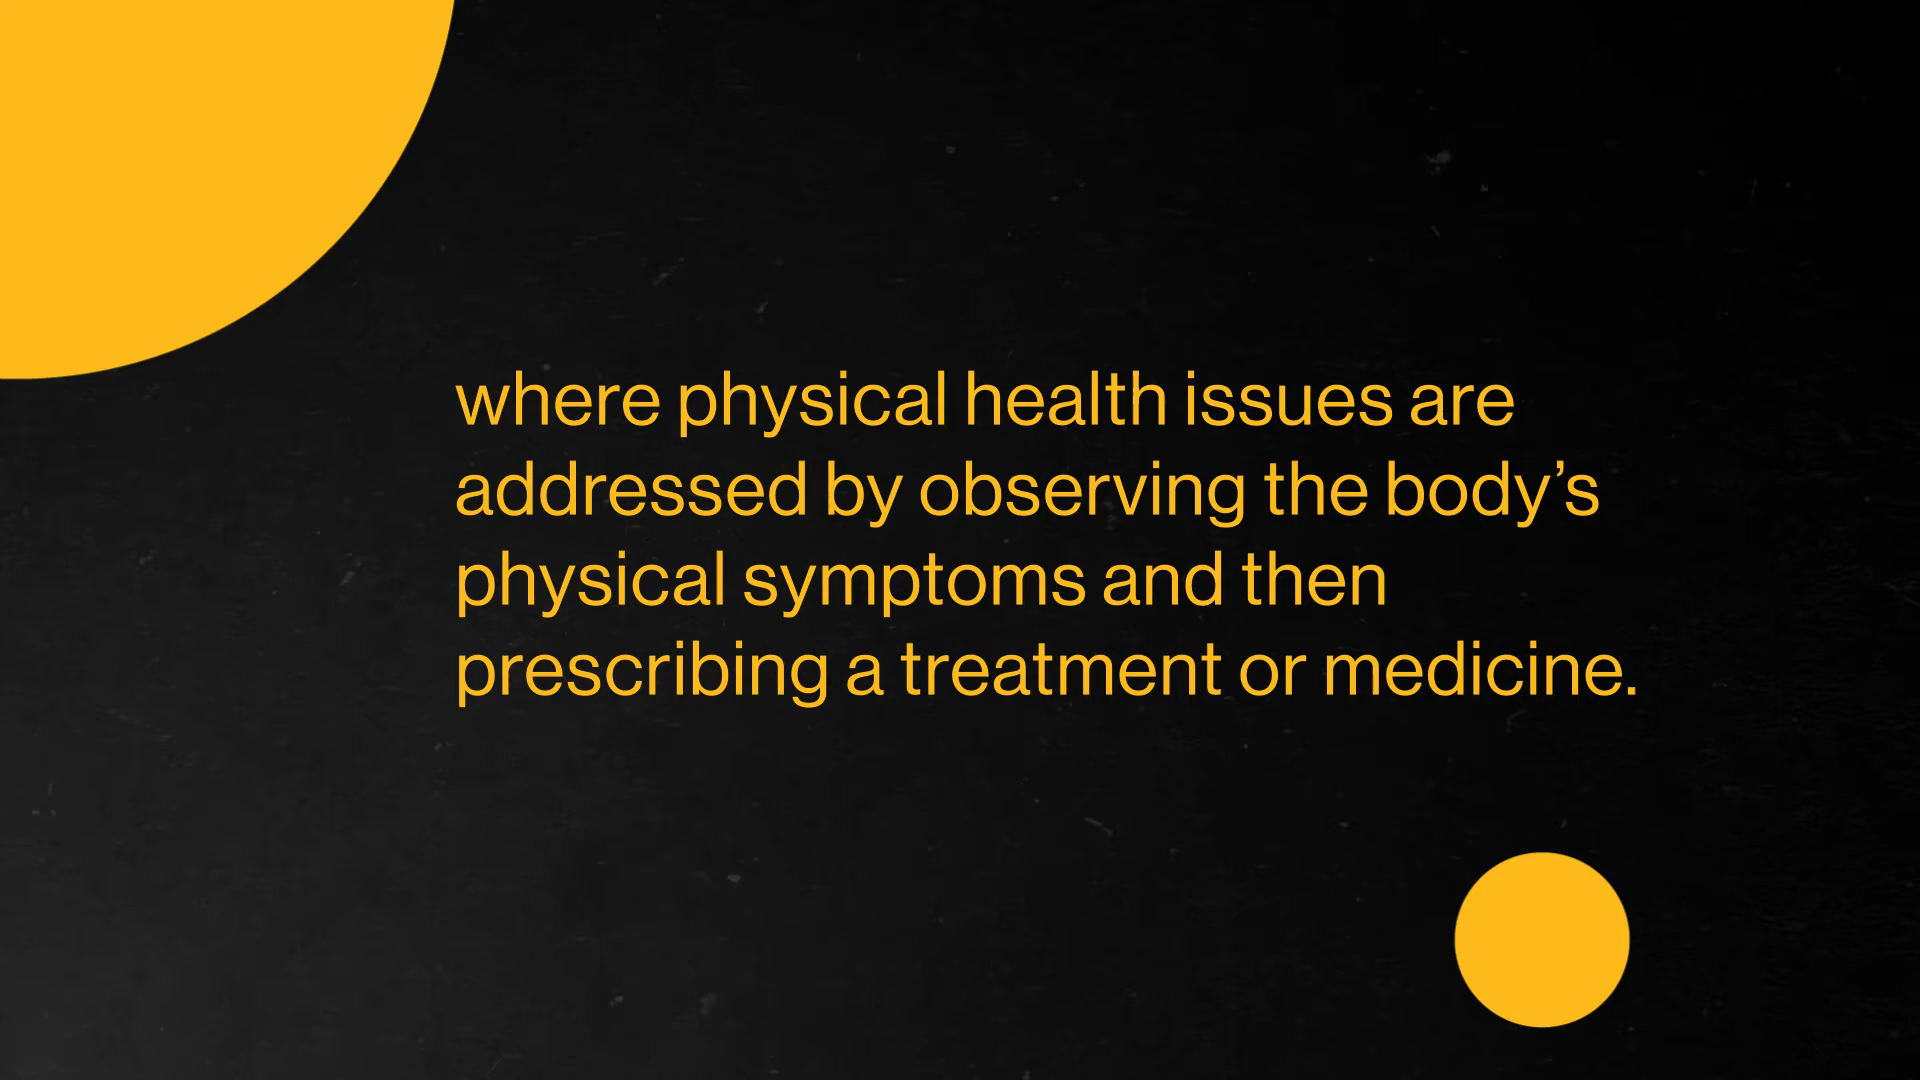 where physical health issues are
addressed by observing the body’s
physical symptoms and then
prescribing a treatment or medicine.